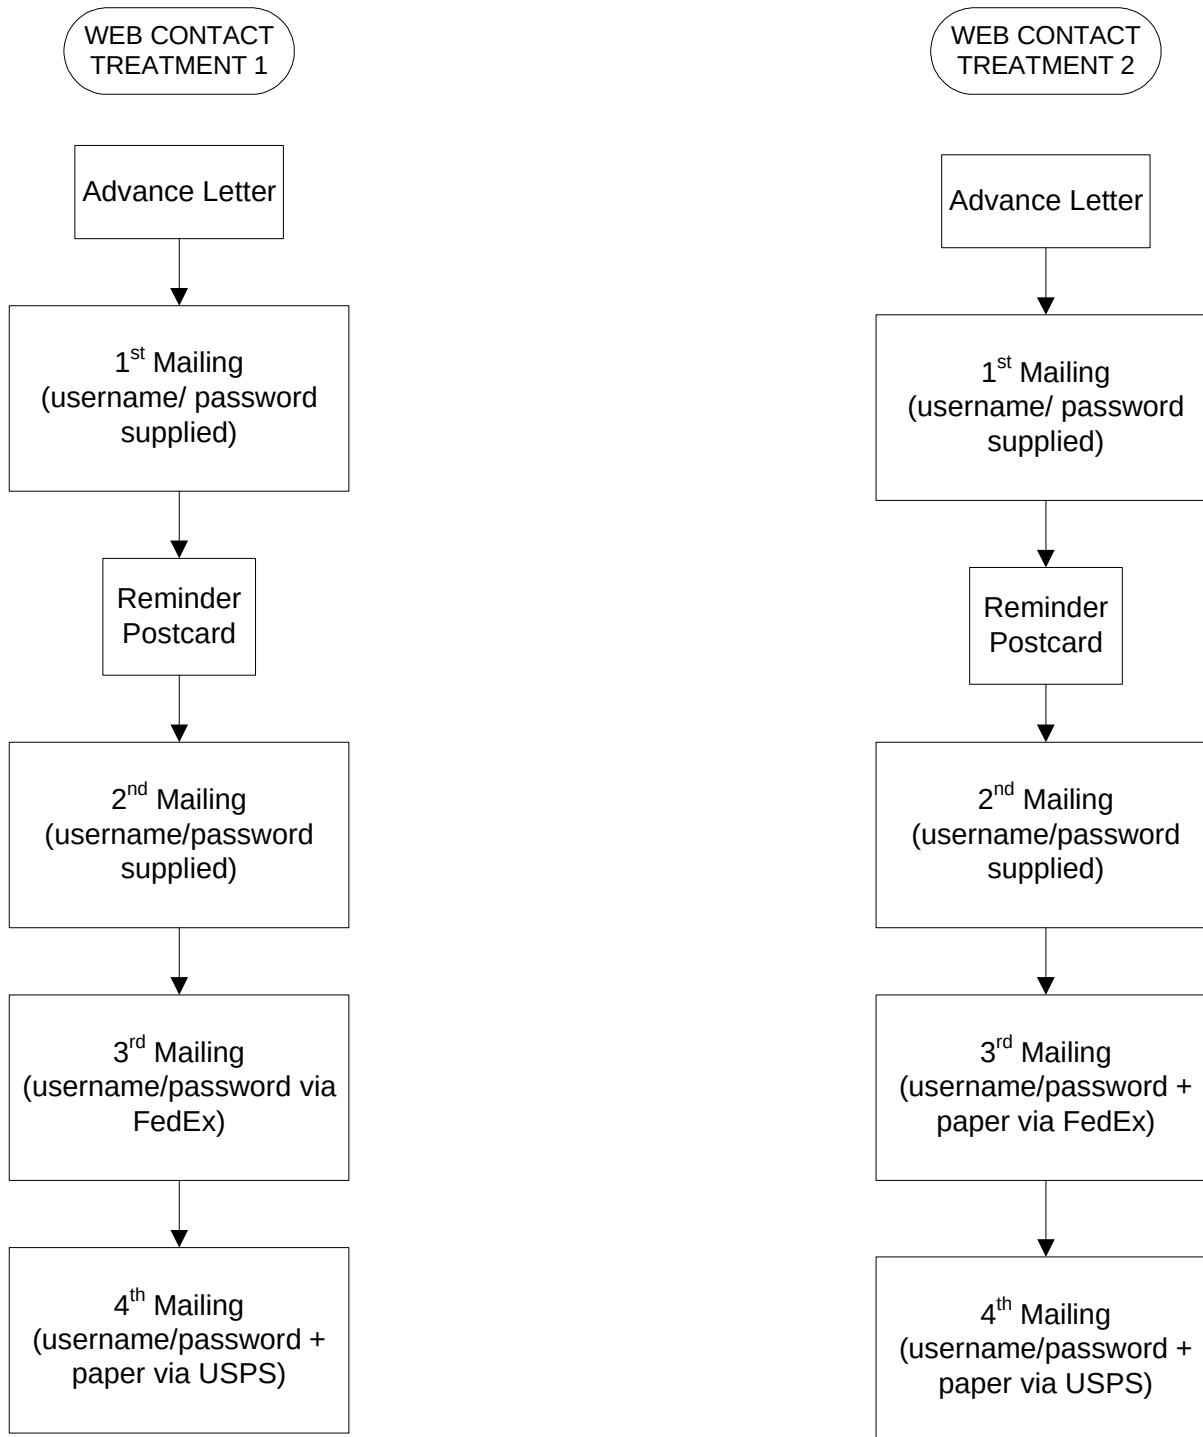 WEB CONTACT
TREATMENT 1
Advance Letter
1st Mailing
(username/ password
supplied)
Reminder
Postcard
2nd Mailing
(username/password
supplied)
3rd Mailing
(username/password via
FedEx)
4th Mailing
(username/password +
paper via USPS)
WEB CONTACT
TREATMENT 2
Advance Letter
1st Mailing
(username/ password
supplied)
Reminder
Postcard
2nd Mailing
(username/password
supplied)
3rd Mailing
(username/password +
paper via FedEx)
4th Mailing
(username/password +
paper via USPS)